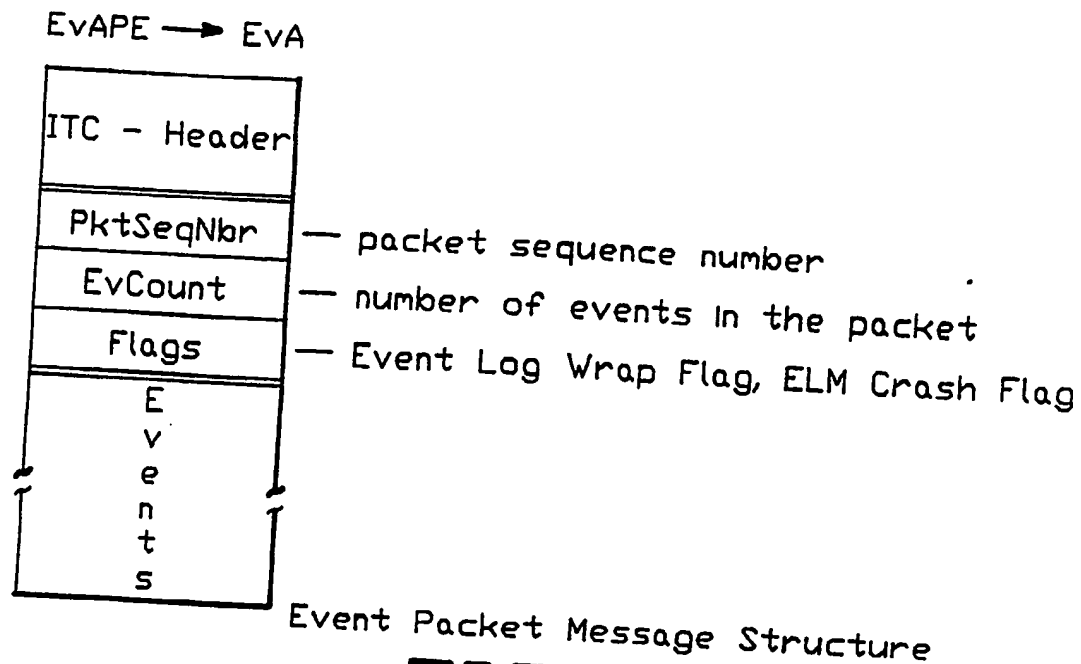 EvAPE → EvA
ITC - Header
PktSeqNbr — packet sequence number
EvCount — number of events in the packet
Flags — Event Log Wrap Flag, ELM Crash Flag
E
v
e
n
t
s
Event Packet Message Structure